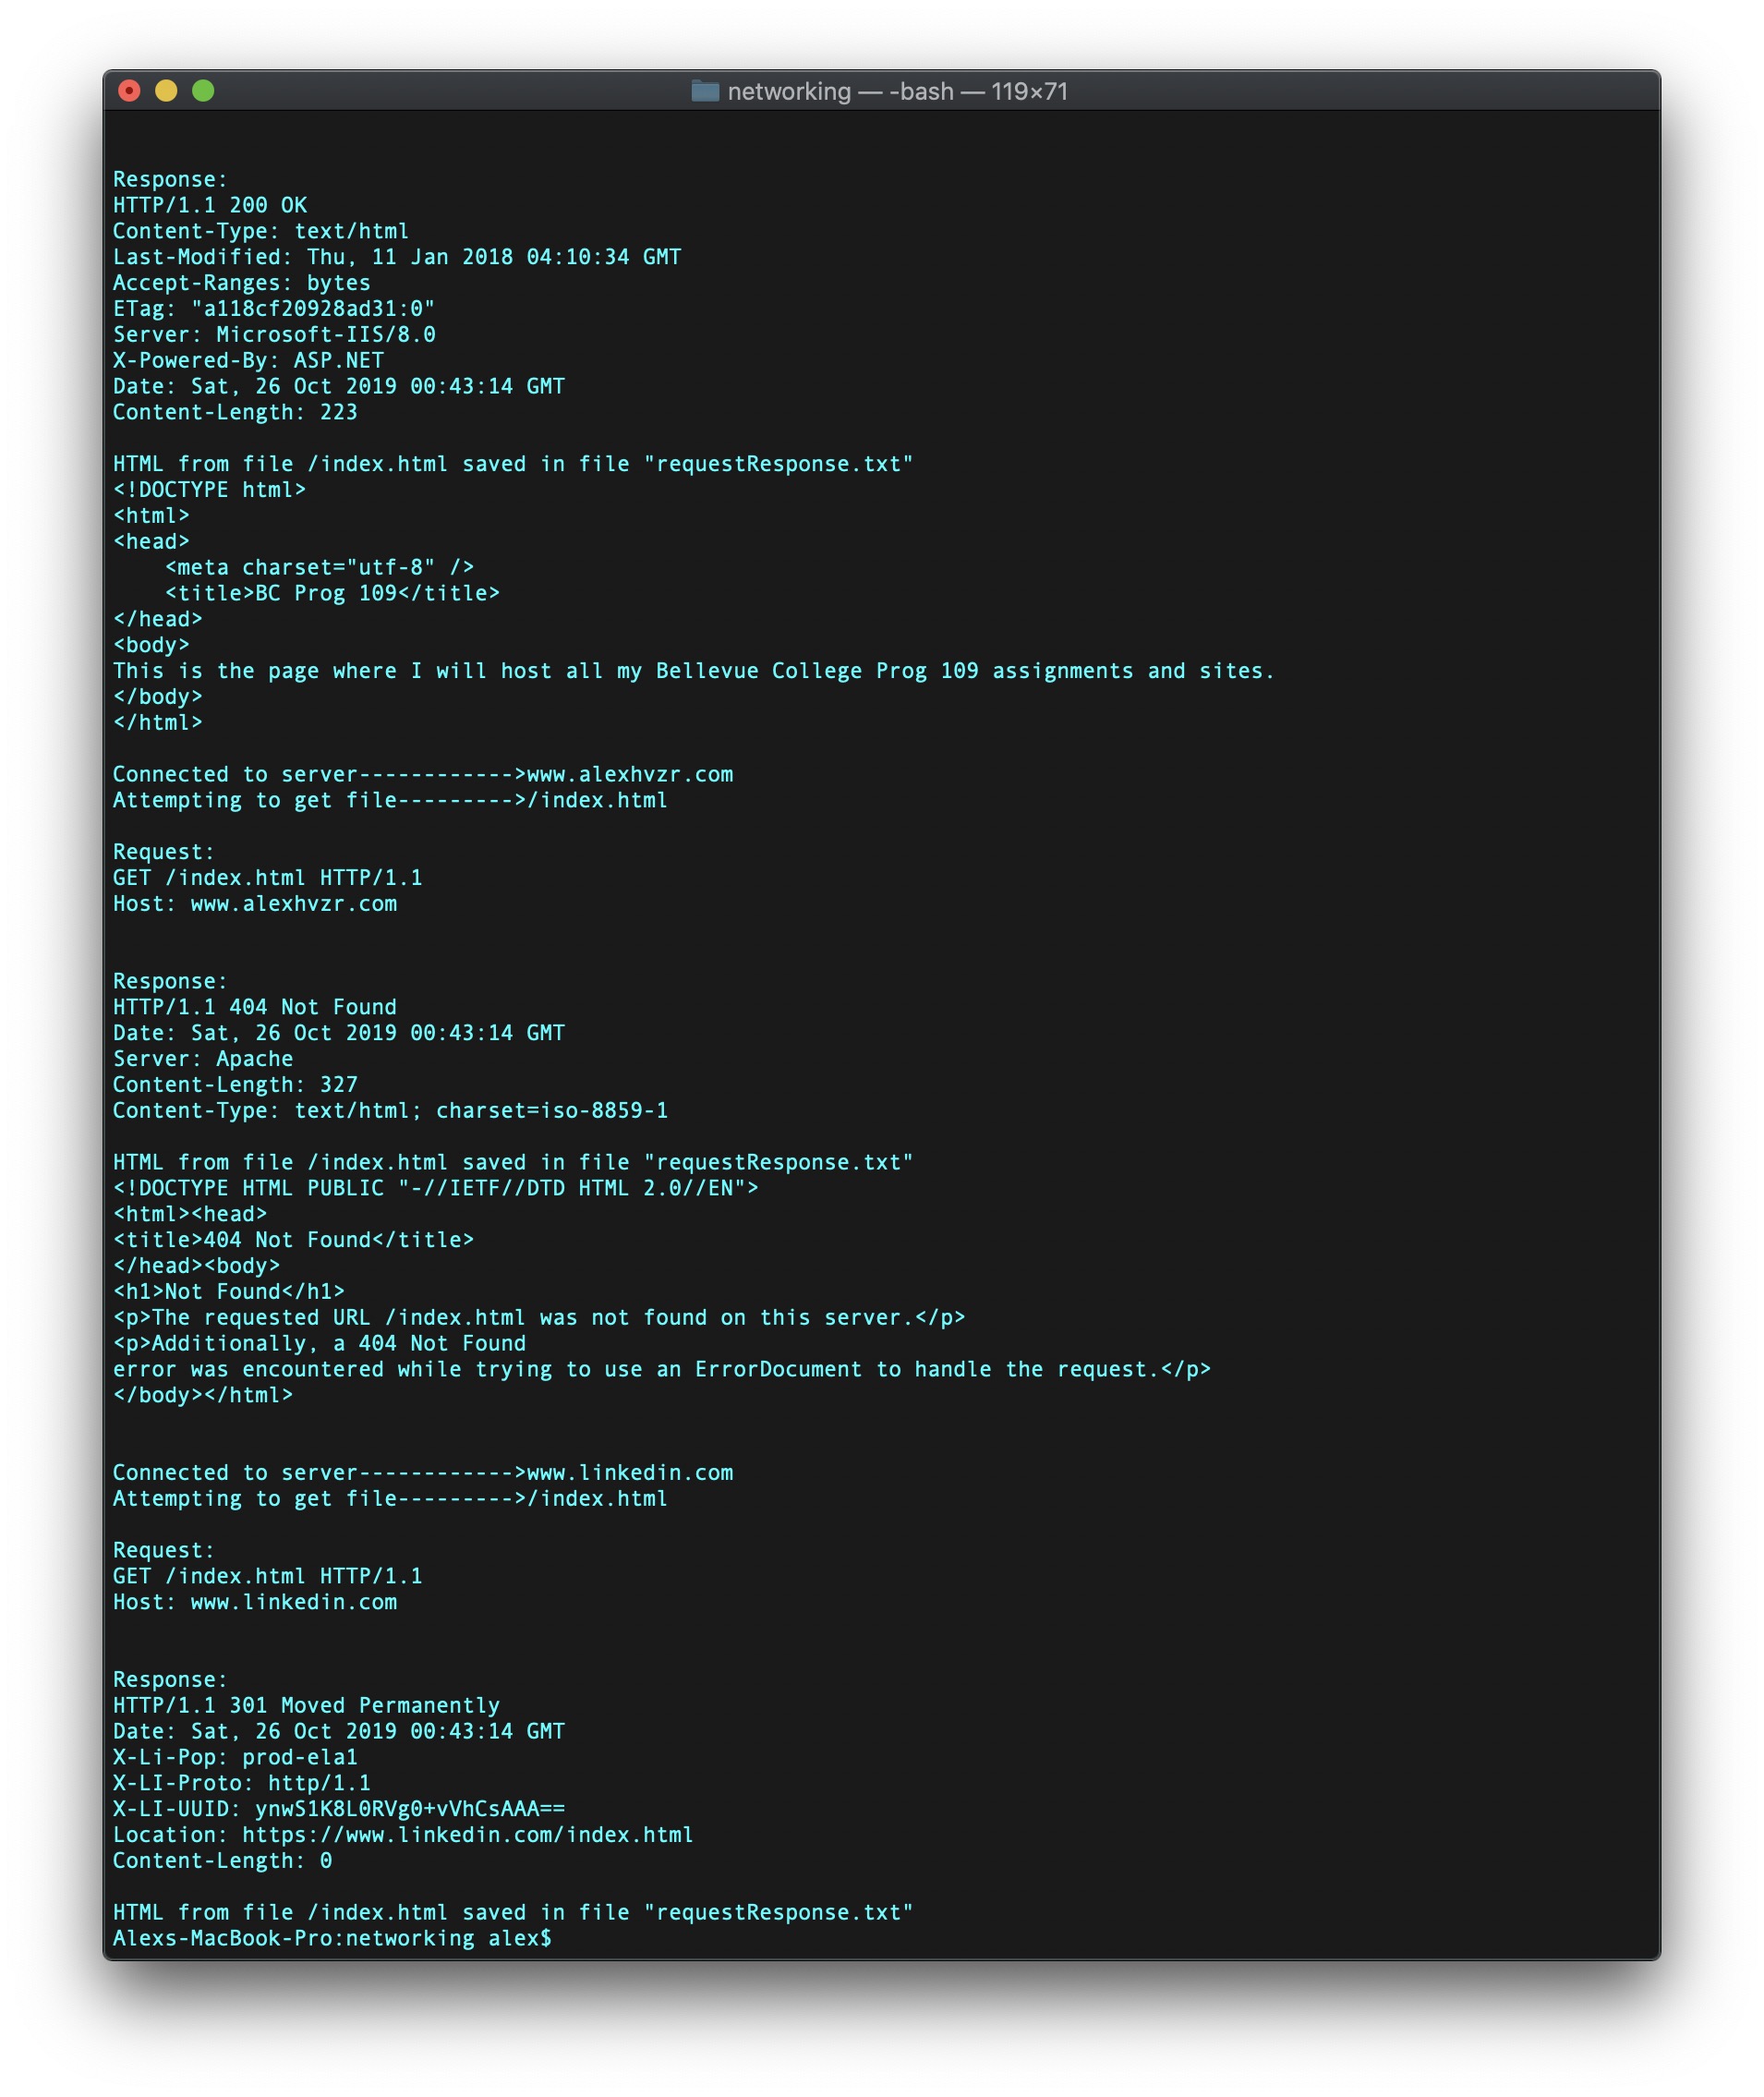 networking — -bash — 119×71
Response:
HTTP/1.1 200 OK
Content-Type: text/html
Last-Modified: Thu, 11 Jan 2018 04:10:34 GMT
Accept-Ranges: bytes
ETag: "a118cf20928ad31:0"
Server: Microsoft-IIS/8.0
X-Powered-By: ASP.NET
Date: Sat, 26 Oct 2019 00:43:14 GMT
Content-Length: 223
HTML from file /index.html saved in file "requestResponse.txt"
<!DOCTYPE html>
<html>
<head>
    <meta charset="utf-8" />
    <title>BC Prog 109</title>
</head>
<body>
This is the page where I will host all my Bellevue College Prog 109 assignments and sites.
</body>
</html>
Connected to server------------>www.alexhvzr.com
Attempting to get file--------->/index.html
Request:
GET /index.html HTTP/1.1
Host: www.alexhvzr.com
Response:
HTTP/1.1 404 Not Found
Date: Sat, 26 Oct 2019 00:43:14 GMT
Server: Apache
Content-Length: 327
Content-Type: text/html; charset=iso-8859-1
HTML from file /index.html saved in file "requestResponse.txt"
<!DOCTYPE HTML PUBLIC "-//IETF//DTD HTML 2.0//EN">
<html><head>
<title>404 Not Found</title>
</head><body>
<h1>Not Found</h1>
<p>The requested URL /index.html was not found on this server.</p>
<p>Additionally, a 404 Not Found
error was encountered while trying to use an ErrorDocument to handle the request.</p>
</body></html>
Connected to server------------>www.linkedin.com
Attempting to get file--------->/index.html
Request:
GET /index.html HTTP/1.1
Host: www.linkedin.com
Response:
HTTP/1.1 301 Moved Permanently
Date: Sat, 26 Oct 2019 00:43:14 GMT
X-Li-Pop: prod-ela1
X-LI-Proto: http/1.1
X-LI-UUID: ynwS1K8L0RVg0+vVhCsAAA==
Location: https://www.linkedin.com/index.html
Content-Length: 0
HTML from file /index.html saved in file "requestResponse.txt"
Alexs-MacBook-Pro:networking alex$